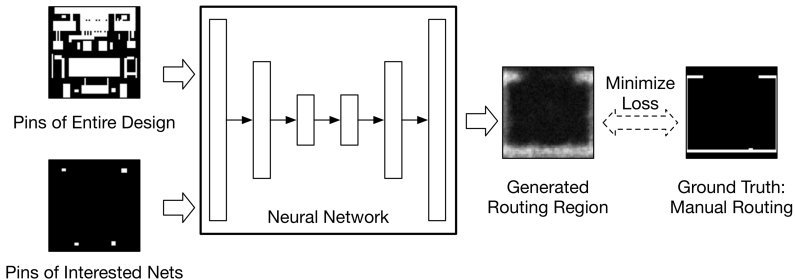 Pins of Entire Design
Pins of Interested Nets
Neural Network
Generated
Routing Region
Minimize
Loss
Ground Truth:
Manual Routing